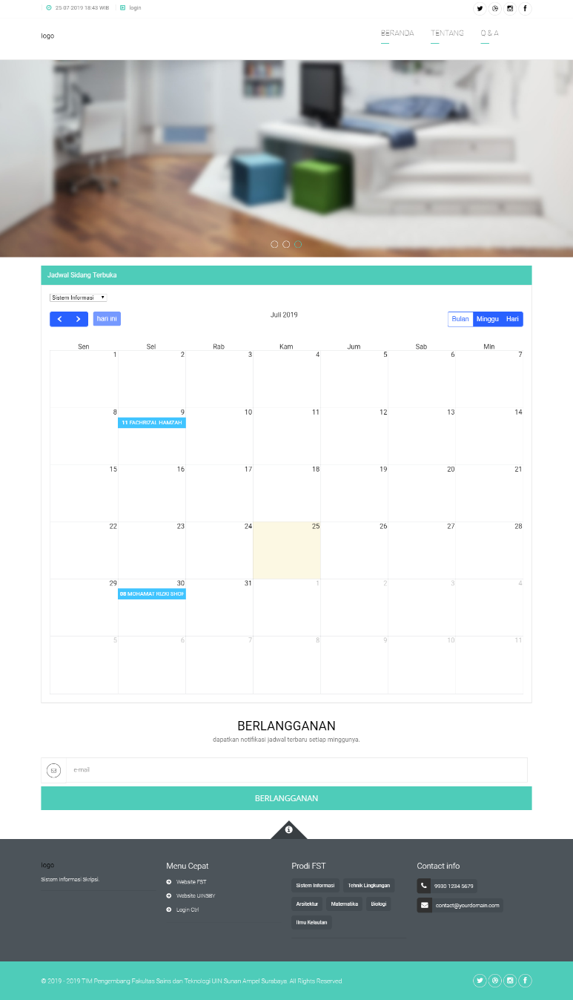 25-07-2019 18:43 WIB login
logo
BERANDA TENTANG Q & A
Jadwal Sidang Terbuka
Sistem Informasi
hari ini
Juli 2019
Bulan Minggu Hari
Sen Sel Rab Kam Jum Sab Min
1 2 3 4 5 6 7
8 9 10 11 12 13 14
11 FACHRIZAL HAMZAH
15 16 17 18 19 20 21
22 23 24 25 26 27 28
29 30 31 1 2 3 4
08 MOHAMAT RIZKI SHOF
5 6 7 8 9 10 11
BERLANGGANAN
dapatkan notifikasi jadwal terbaru setiap minggunya.
e-mail
BERLANGGANAN
logo
Sistem Informasi Skripsi.
Menu Cepat
Website FST
Website UINSBY
Login Ctrl
Prodi FST
Sistem Informasi Tehnik Lingkungan
Arsitektur Matematika Biologi
Ilmu Kelautan
Contact info
9930 1234 5679
contact@yourdomain.com
© 2019 - 2019 TIM Pengembang Fakultas Sains dan Teknologi UIN Sunan Ampel Surabaya. All Rights Reserved